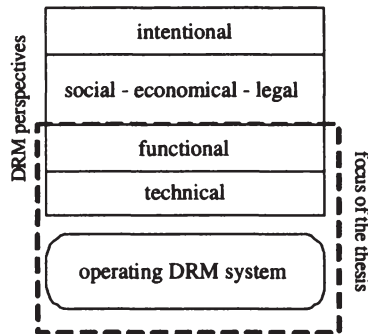 intentional
social - economical - legal
functional
technical
operating DRM system
DRM perspectives
focus of the thesis